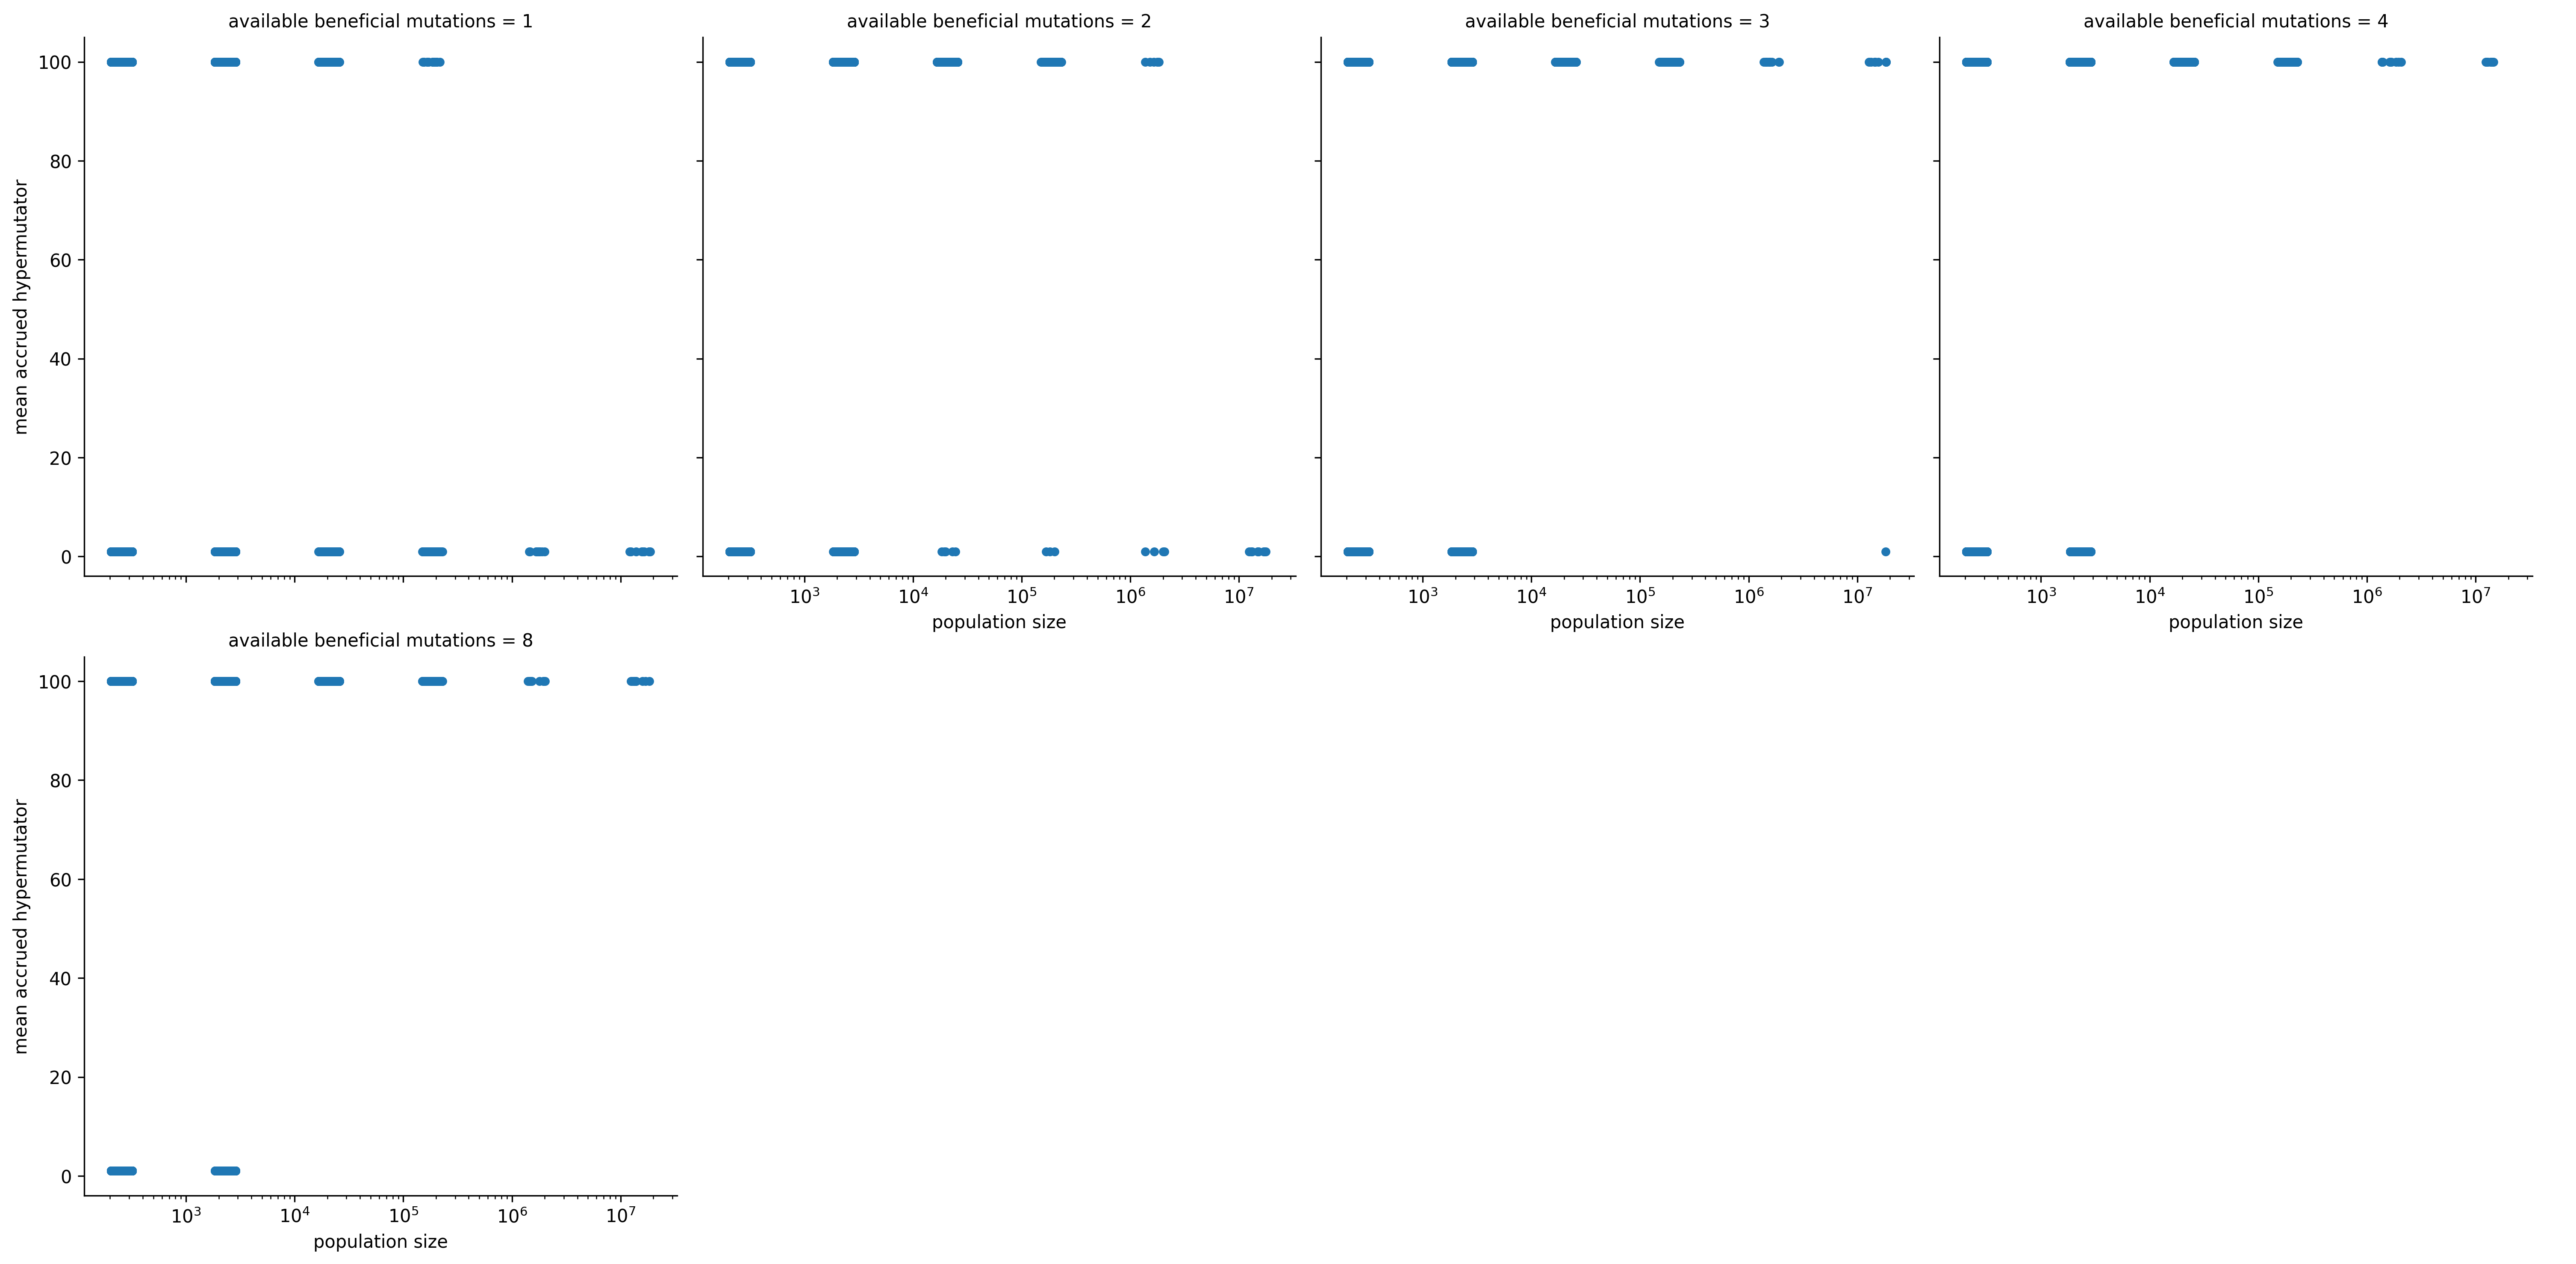 available beneficial mutations = 1
available beneficial mutations = 2
available beneficial mutations = 3
available beneficial mutations = 4
100
80
60
40
20
0
mean accrued hypermutator
10³ 10⁴ 10⁵ 10⁶ 10⁷
population size
10³ 10⁴ 10⁵ 10⁶ 10⁷
population size
10³ 10⁴ 10⁵ 10⁶ 10⁷
population size
available beneficial mutations = 8
100
80
60
40
20
0
mean accrued hypermutator
10³ 10⁴ 10⁵ 10⁶ 10⁷
population size